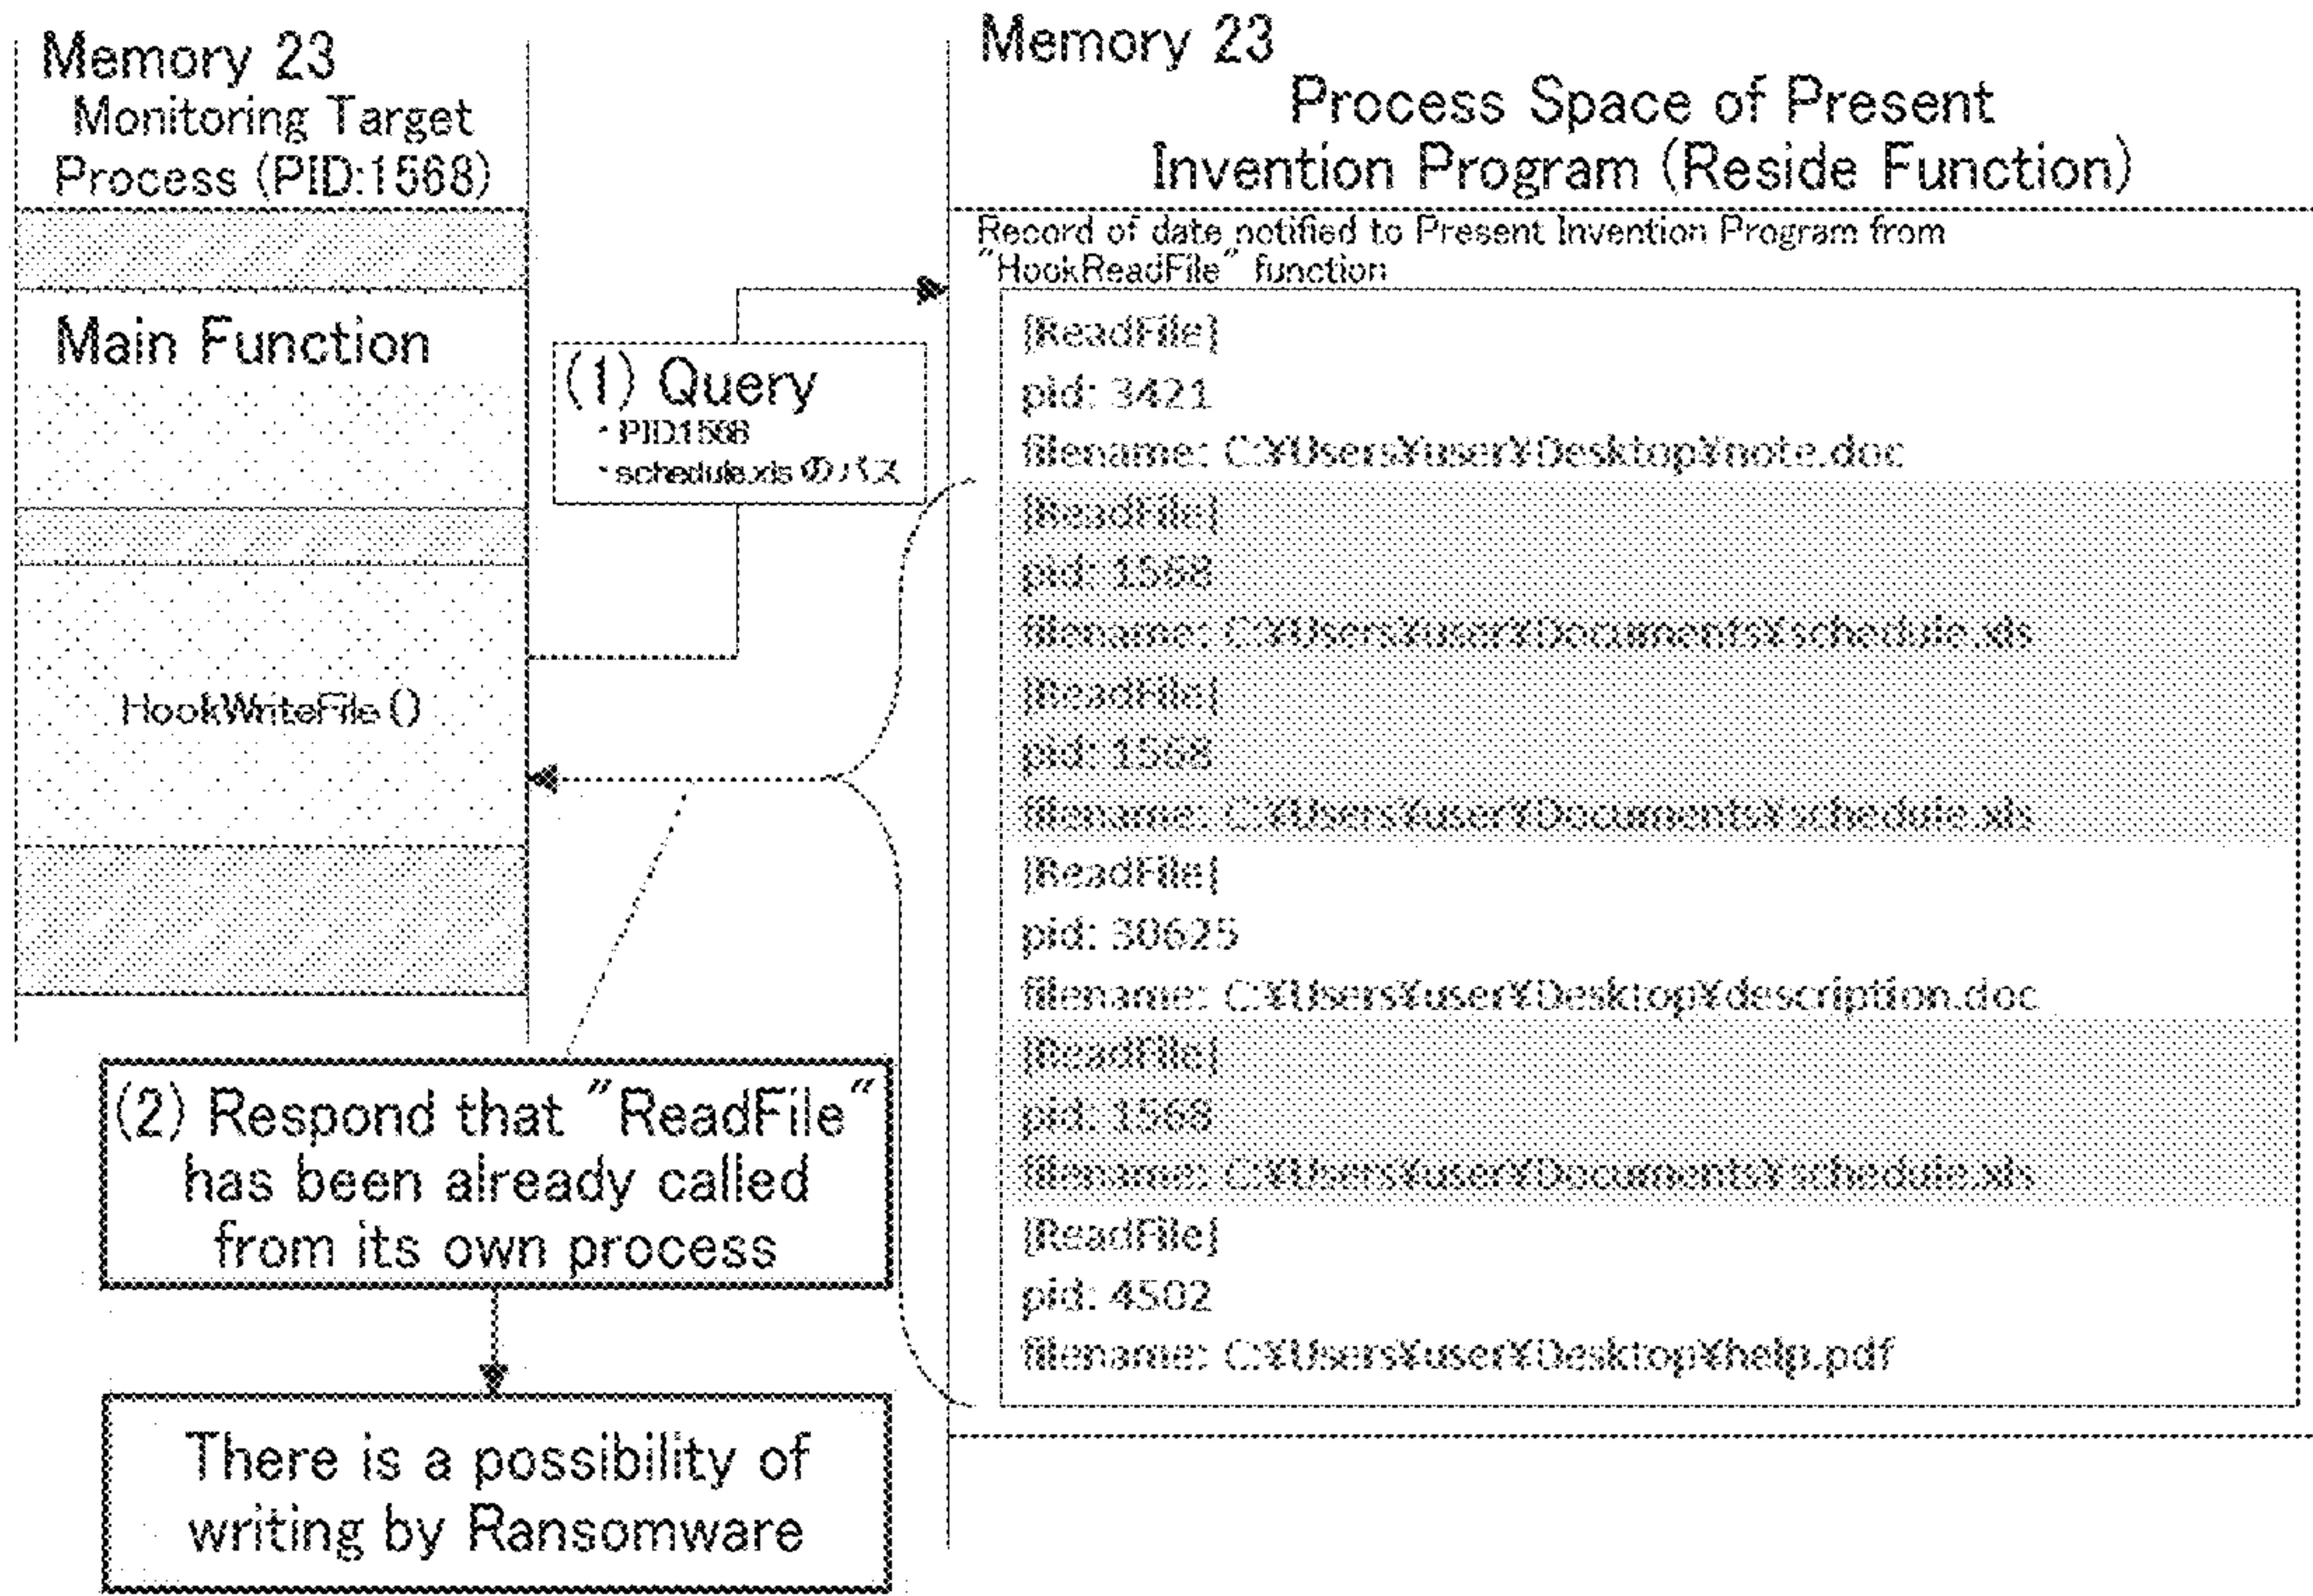 Memory 23
Monitoring Target
Process (PID:1568)
Main Function
HookWriteFile ()
(1) Query
・PID1568
・schedule.xls のパス
(2) Respond that "ReadFile"
has been already called
from its own process
There is a possibility of
writing by Ransomware
Memory 23
Process Space of Present
Invention Program (Reside Function)
Record of date notified to Present Invention Program from
"HookReadFile" function
[ReadFile]
pid: 3421
filename: C:¥Users¥user¥Desktop¥note.doc
[ReadFile]
pid: 1568
filename: C:¥Users¥user¥Documents¥schedule.xls
[ReadFile]
pid: 1568
filename: C:¥Users¥user¥Documents¥schedule.xls
[ReadFile]
pid: 30625
filename: C:¥Users¥user¥Desktop¥description.doc
[ReadFile]
pid: 1568
filename: C:¥Users¥user¥Documents¥schedule.xls
[ReadFile]
pid: 4502
filename: C:¥Users¥user¥Desktop¥help.pdf